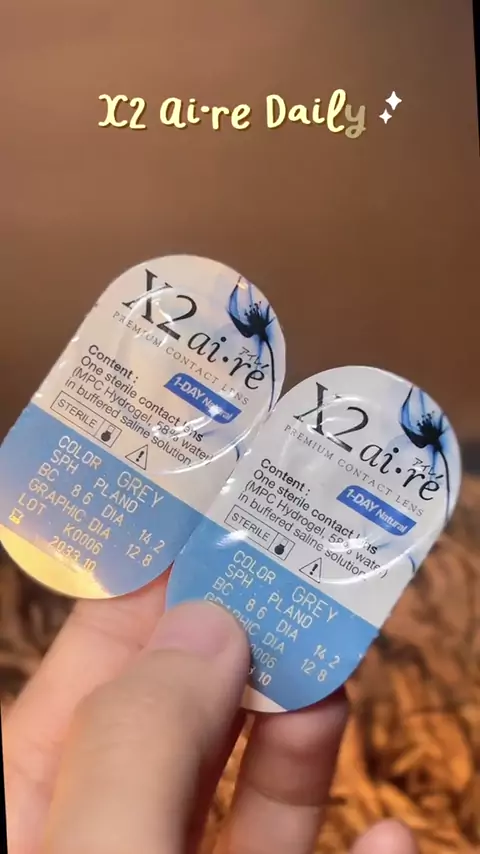 X2 ai•re Daily
X2 ai•re
アイレ
PREMIUM CONTACT LENS
1-DAY Natural
Content :
One sterile contact lens
(MPC Hydrogel, 58% water)
in buffered saline solution.
STERILE
COLOR GREY
SPH PLANO
BC 8.6 DIA 14.2
GRAPHIC DIA 12.8
LOT K0006
2033.10
X2 ai•re
アイレ
PREMIUM CONTACT LENS
1-DAY Natural
Content :
One sterile contact lens
(MPC Hydrogel, 58% water)
in buffered saline solution.
STERILE
COLOR GREY
SPH PLANO
BC 8.6 DIA 14.2
DIA 12.8
0006
10